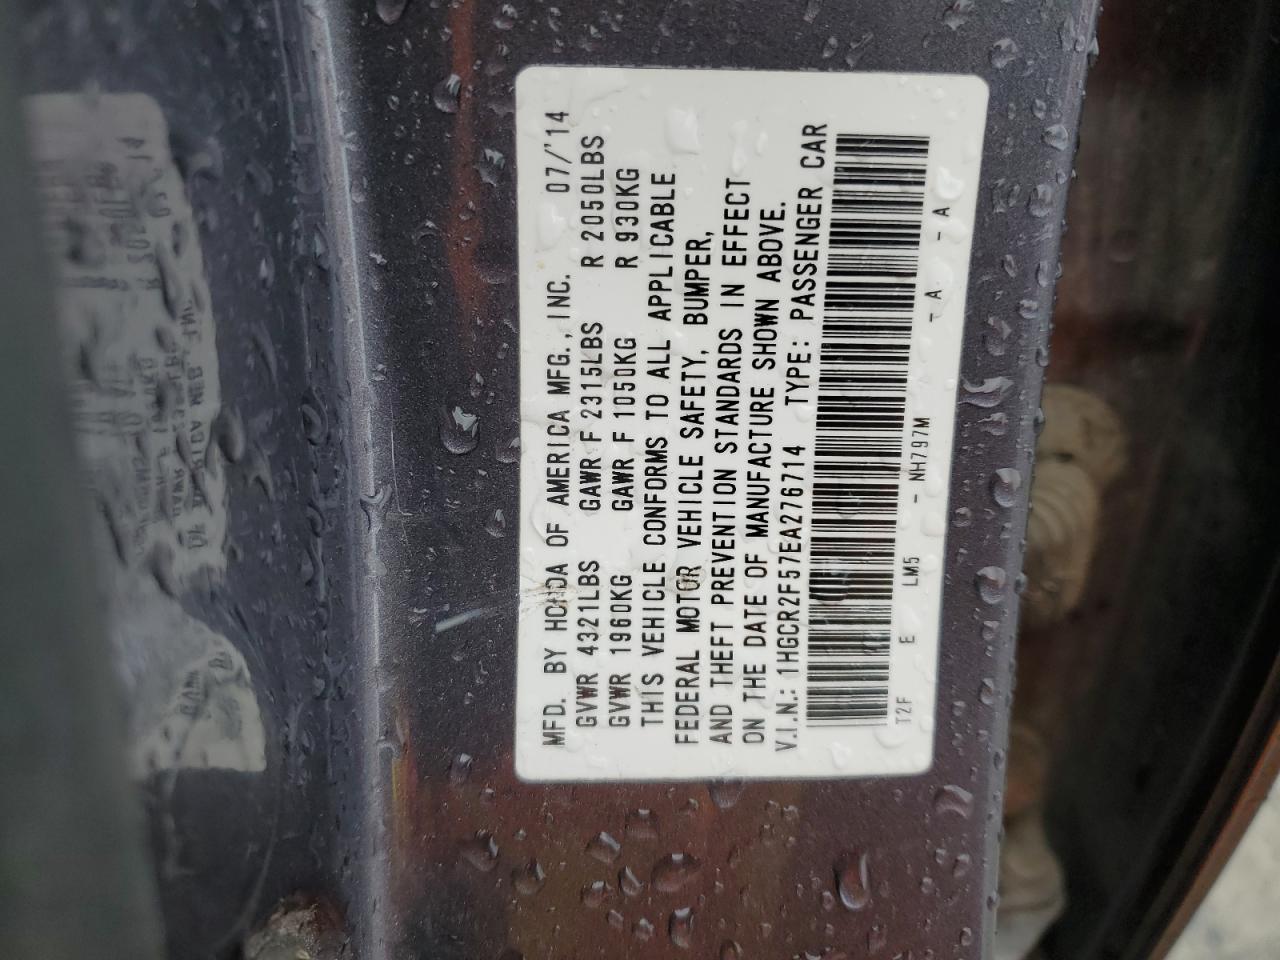 MFD. BY HONDA OF AMERICA MFG., INC. 07/'14
GVWR 4321LBS GAWR F 2315LBS R 2050LBS
GVWR 1960KG GAWR F 1050KG R 930KG
THIS VEHICLE CONFORMS TO ALL APPLICABLE
FEDERAL MOTOR VEHICLE SAFETY, BUMPER,
AND THEFT PREVENTION STANDARDS IN EFFECT
ON THE DATE OF MANUFACTURE SHOWN ABOVE.
V.I.N.: 1HGCR2F57EA276714 TYPE: PASSENGER CAR
T2F E LM5 - NH797M - A - A